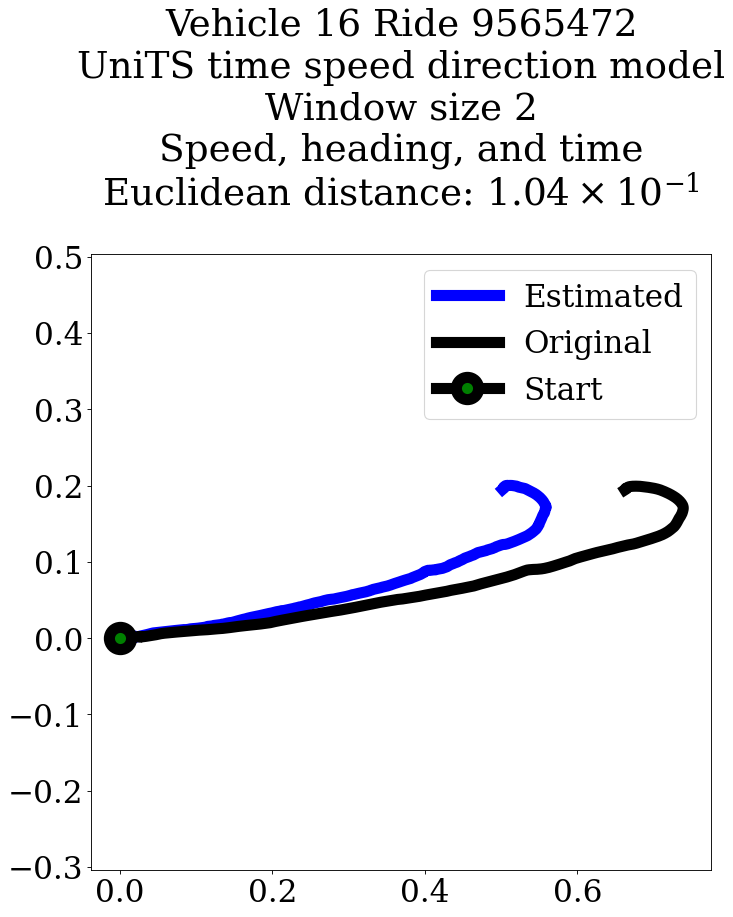 Vehicle 16 Ride 9565472
UniTS time speed direction model
Window size 2
Speed, heading, and time
Euclidean distance: 1.04 × 10⁻¹
Estimated
Original
Start
0.5
0.4
0.3
0.2
0.1
0.0
−0.1
−0.2
−0.3
0.0 0.2 0.4 0.6